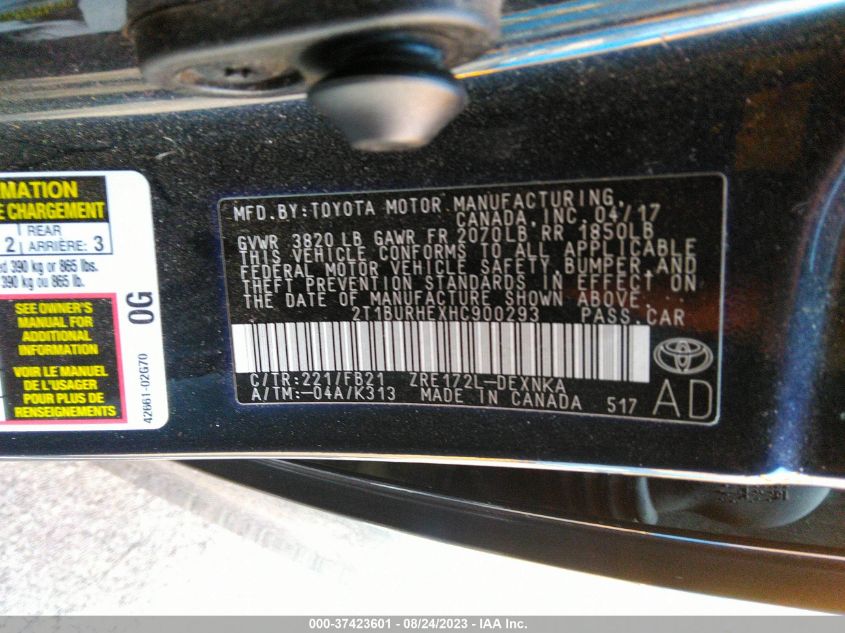 MATION
E CHARGEMENT
REAR
2 ARRIÈRE: 3
ed 390 kg or 865 lbs.
390 kg ou 865 lb.
SEE OWNER'S
MANUAL FOR
ADDITIONAL
INFORMATION
VOIR LE MANUEL
DE L'USAGER
POUR PLUS DE
RENSEIGNEMENTS
0G
42661-02G70
MFD.BY:TOYOTA MOTOR MANUFACTURING,
CANADA, INC. 04/17
GVWR 3820 LB GAWR FR 2070LB, RR 1850LB
THIS VEHICLE CONFORMS TO ALL APPLICABLE
FEDERAL MOTOR VEHICLE SAFETY, BUMPER, AND
THEFT PREVENTION STANDARDS IN EFFECT ON
THE DATE OF MANUFACTURE SHOWN ABOVE.
2T1BURHEXHC900293 PASS.CAR
C/TR:221/FB21 ZRE172L-DEXNKA
A/TM:-04A/K313 MADE IN CANADA 517
AD
000-37423601 - 08/24/2023 - IAA Inc.